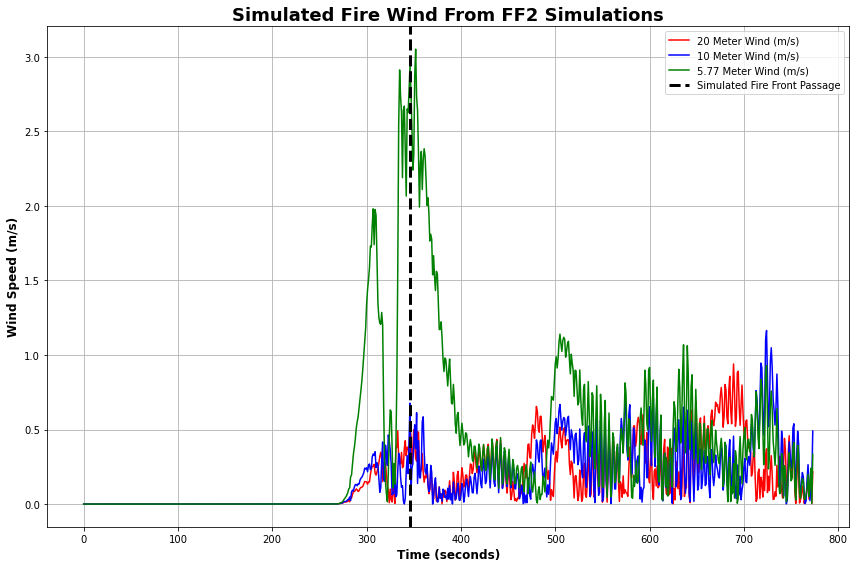 Simulated Fire Wind From FF2 Simulations
20 Meter Wind (m/s)
10 Meter Wind (m/s)
5.77 Meter Wind (m/s)
Simulated Fire Front Passage
Wind Speed (m/s)
3.0
2.5
2.0
1.5
1.0
0.5
0.0
0 100 200 300 400 500 600 700 800
Time (seconds)